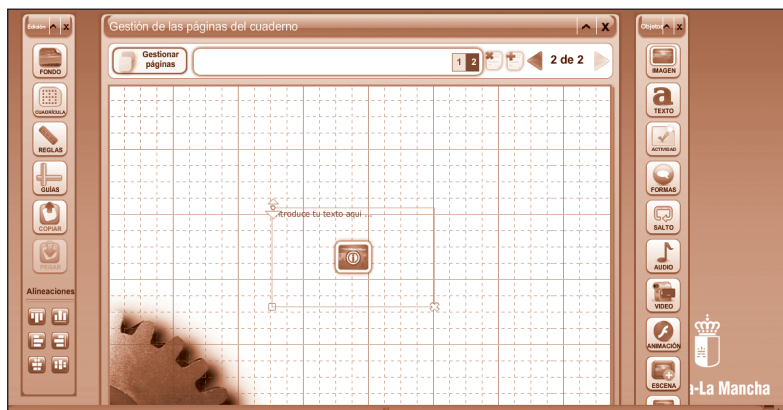 Edición
X
Gestión de las páginas del cuaderno
X
Objetos
X
Gestionar
páginas
1 2
2 de 2
FONDO
CUADRÍCULA
REGLAS
GUÍAS
COPIAR
PEGAR
Alineaciones
ntroduce tu texto aquí ...
IMAGEN
a
TEXTO
ACTIVIDAD
FORMAS
SALTO
AUDIO
VIDEO
ANIMACIÓN
ESCENA
a-La Mancha